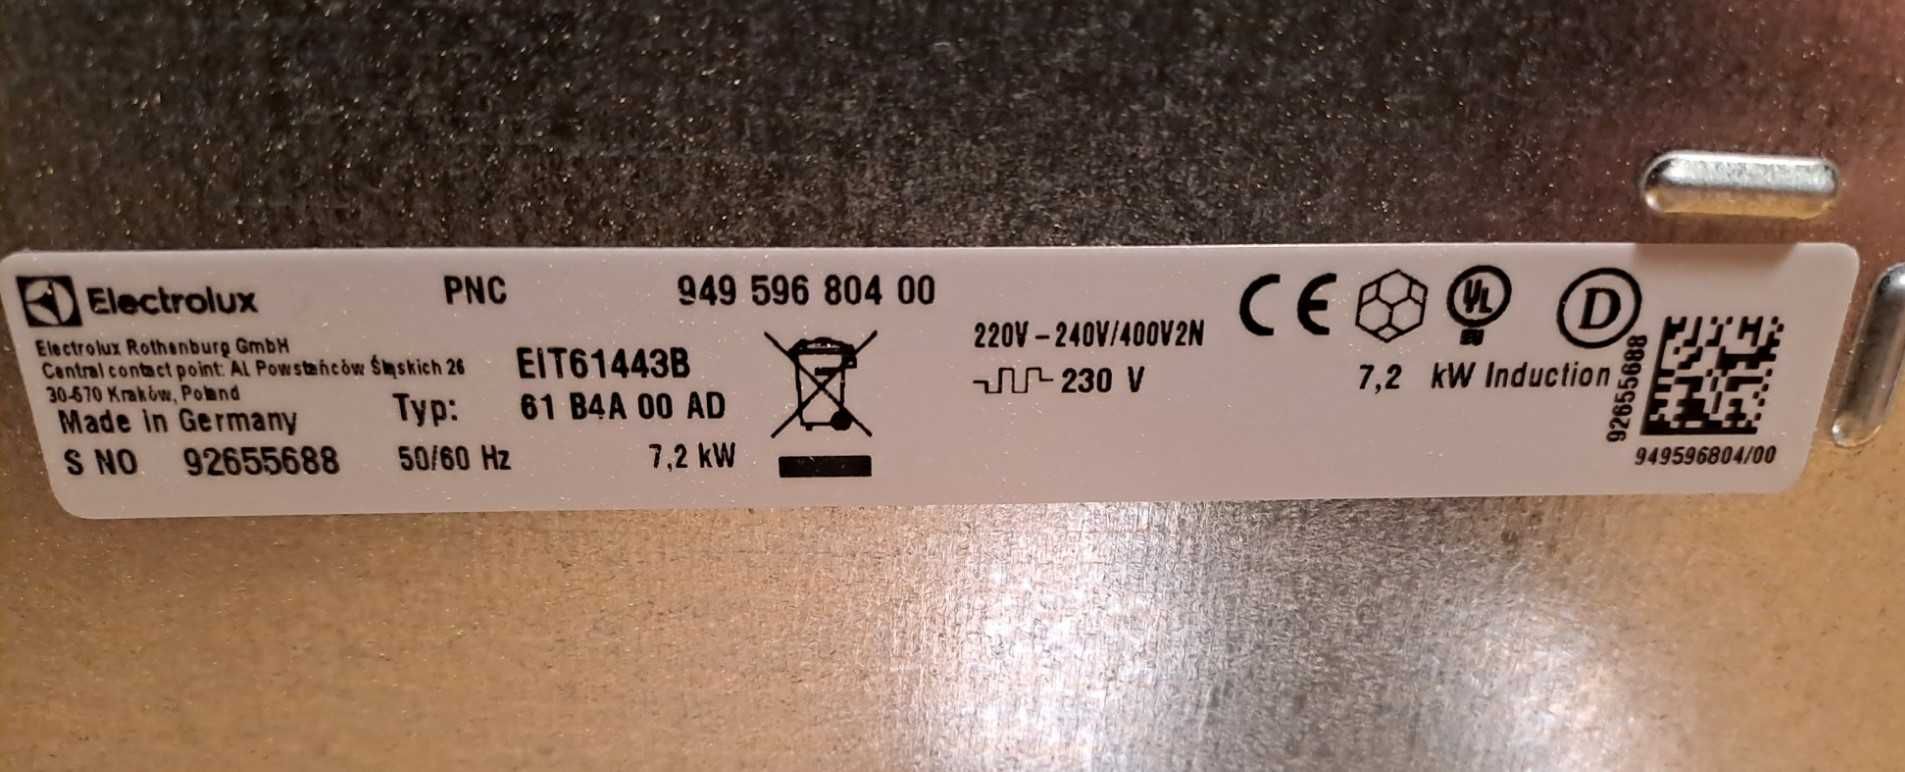 Electrolux
PNC 949 596 804 00
Electrolux Rothenburg GmbH
Central contact point: Al. Powstańców Śląskich 26
30-570 Kraków, Poland
Made in Germany
EIT61443B
Typ: 61 B4A 00 AD
S NO 92655688 50/60 Hz 7,2 kW
220V-240V/400V2N
230 V
CE UL D
7,2 kW Induction
92655688
949596804/00